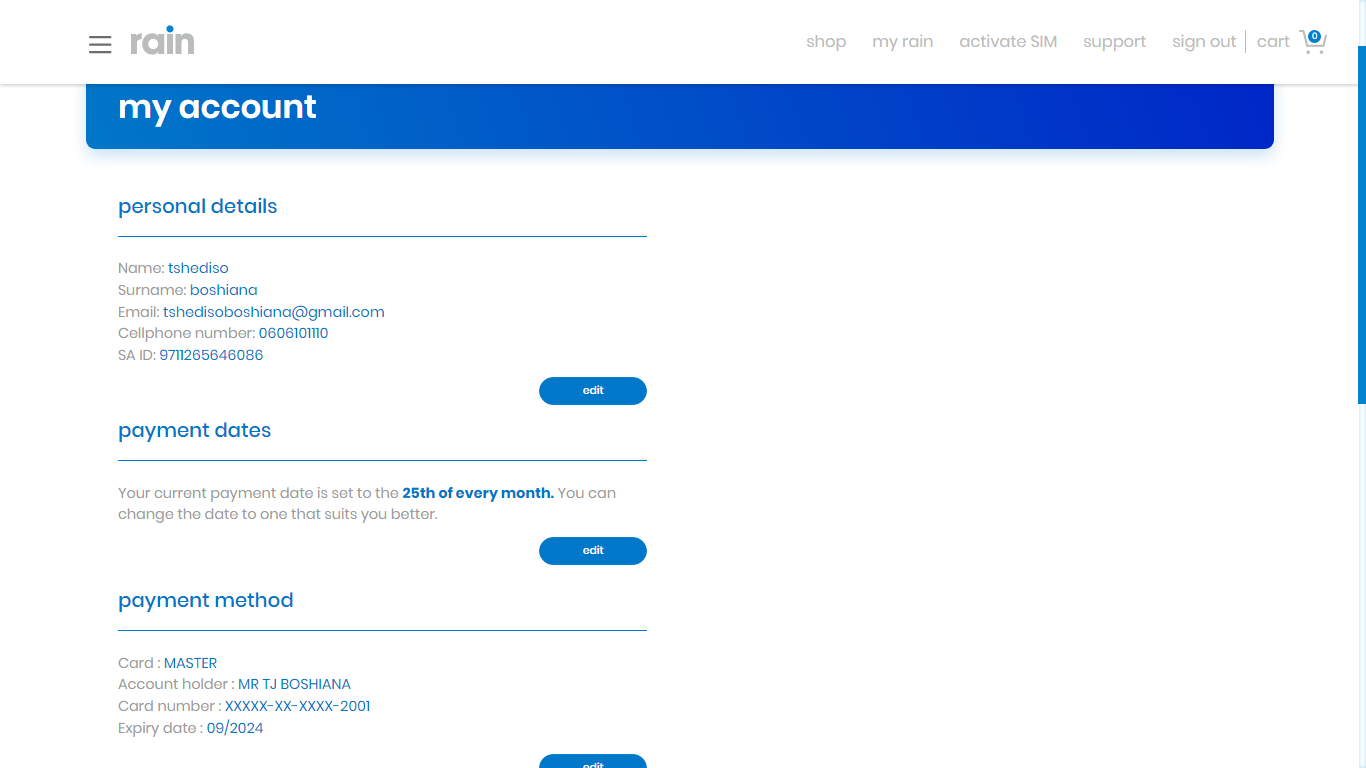 rain
shop my rain activate SIM support sign out cart 0
my account
personal details
Name: tshediso
Surname: boshiana
Email: tshedisoboshiana@gmail.com
Cellphone number: 0606101110
SA ID: 9711265646086
edit
payment dates
Your current payment date is set to the 25th of every month. You can
change the date to one that suits you better.
edit
payment method
Card : MASTER
Account holder : MR TJ BOSHIANA
Card number : XXXXX-XX-XXXX-2001
Expiry date : 09/2024
edit